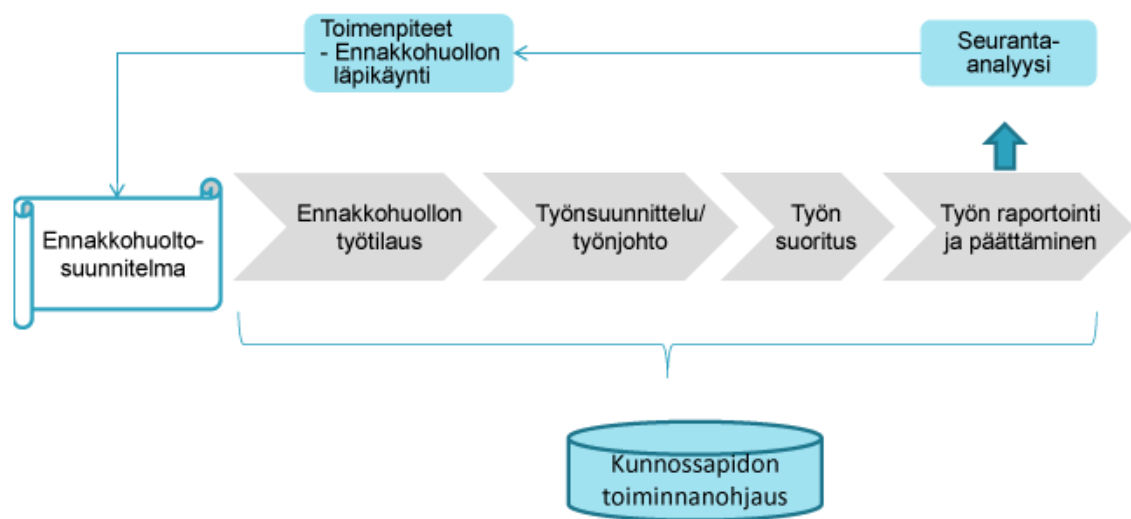 Toimenpiteet
- Ennakkohuollon
läpikäynti
Seuranta-
analyysi
Ennakkohuolto-
suunnitelma
Ennakkohuollon
työtilaus
Työnsuunnittelu/
työnjohto
Työn
suoritus
Työn raportointi
ja päättäminen
Kunnossapidon
toiminnanohjaus